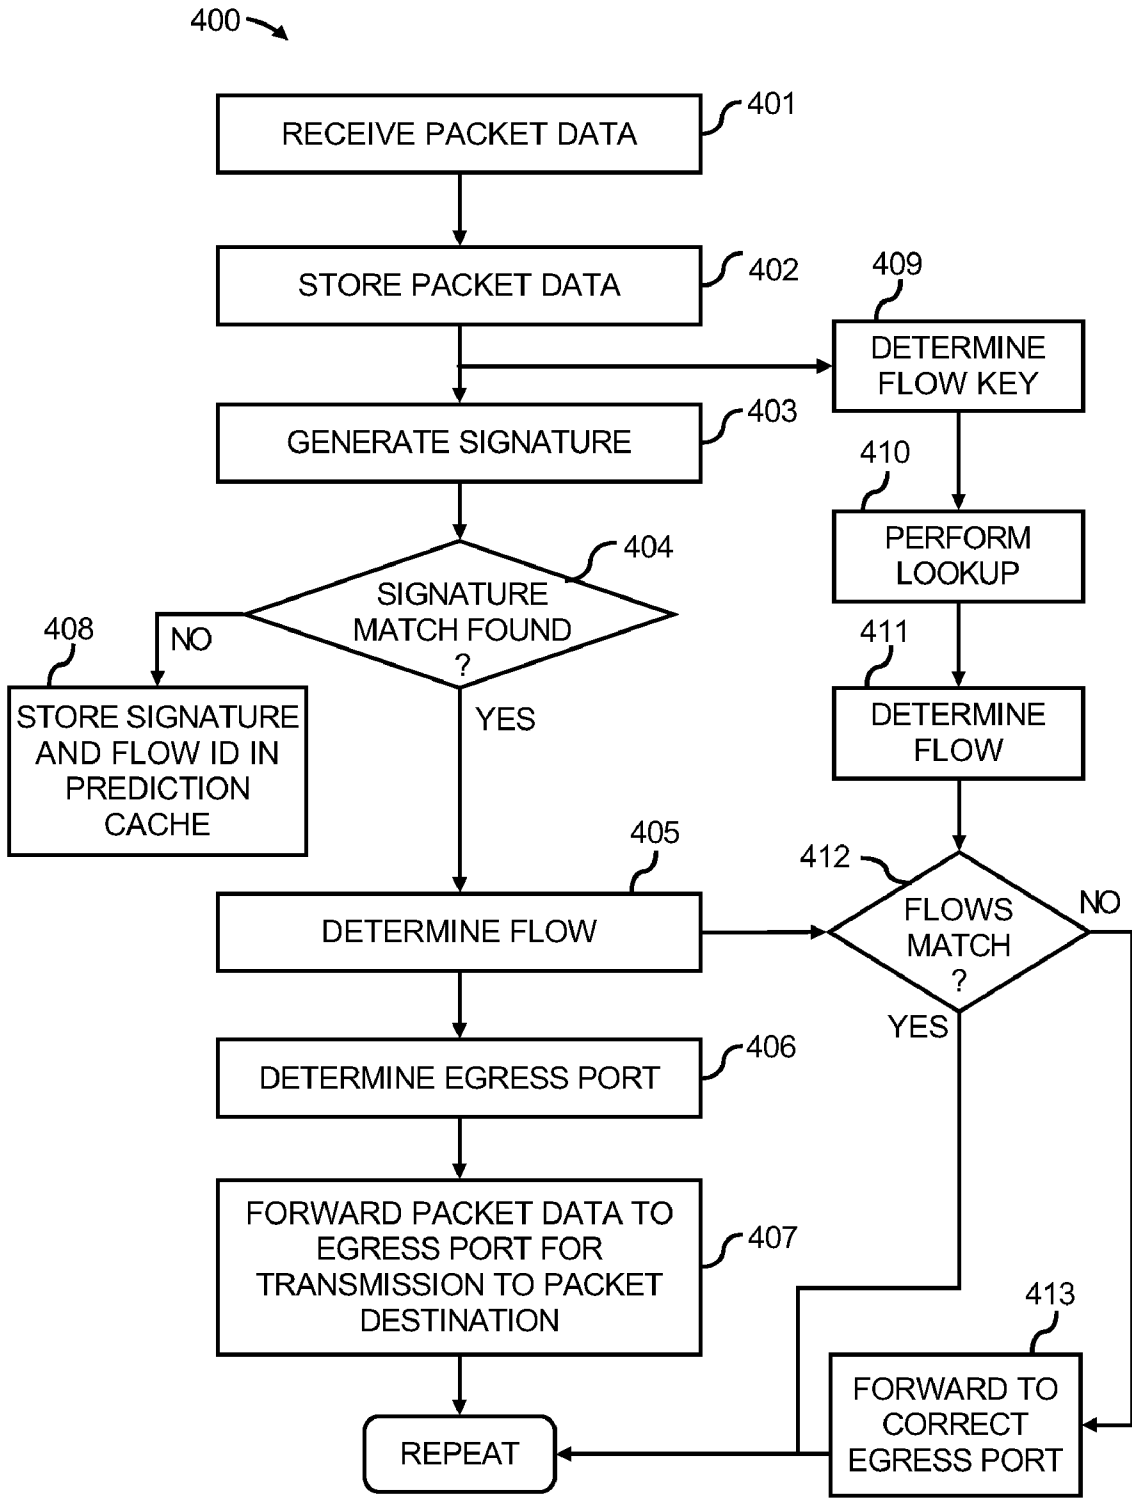 400
401
RECEIVE PACKET DATA
402
STORE PACKET DATA
409
DETERMINE
FLOW KEY
403
GENERATE SIGNATURE
410
PERFORM
LOOKUP
404
SIGNATURE
MATCH FOUND
?
NO
YES
408
STORE SIGNATURE
AND FLOW ID IN
PREDICTION
CACHE
411
DETERMINE
FLOW
405
DETERMINE FLOW
412
FLOWS
MATCH
?
NO
YES
406
DETERMINE EGRESS PORT
407
FORWARD PACKET DATA TO
EGRESS PORT FOR
TRANSMISSION TO PACKET
DESTINATION
413
FORWARD TO
CORRECT
EGRESS PORT
REPEAT